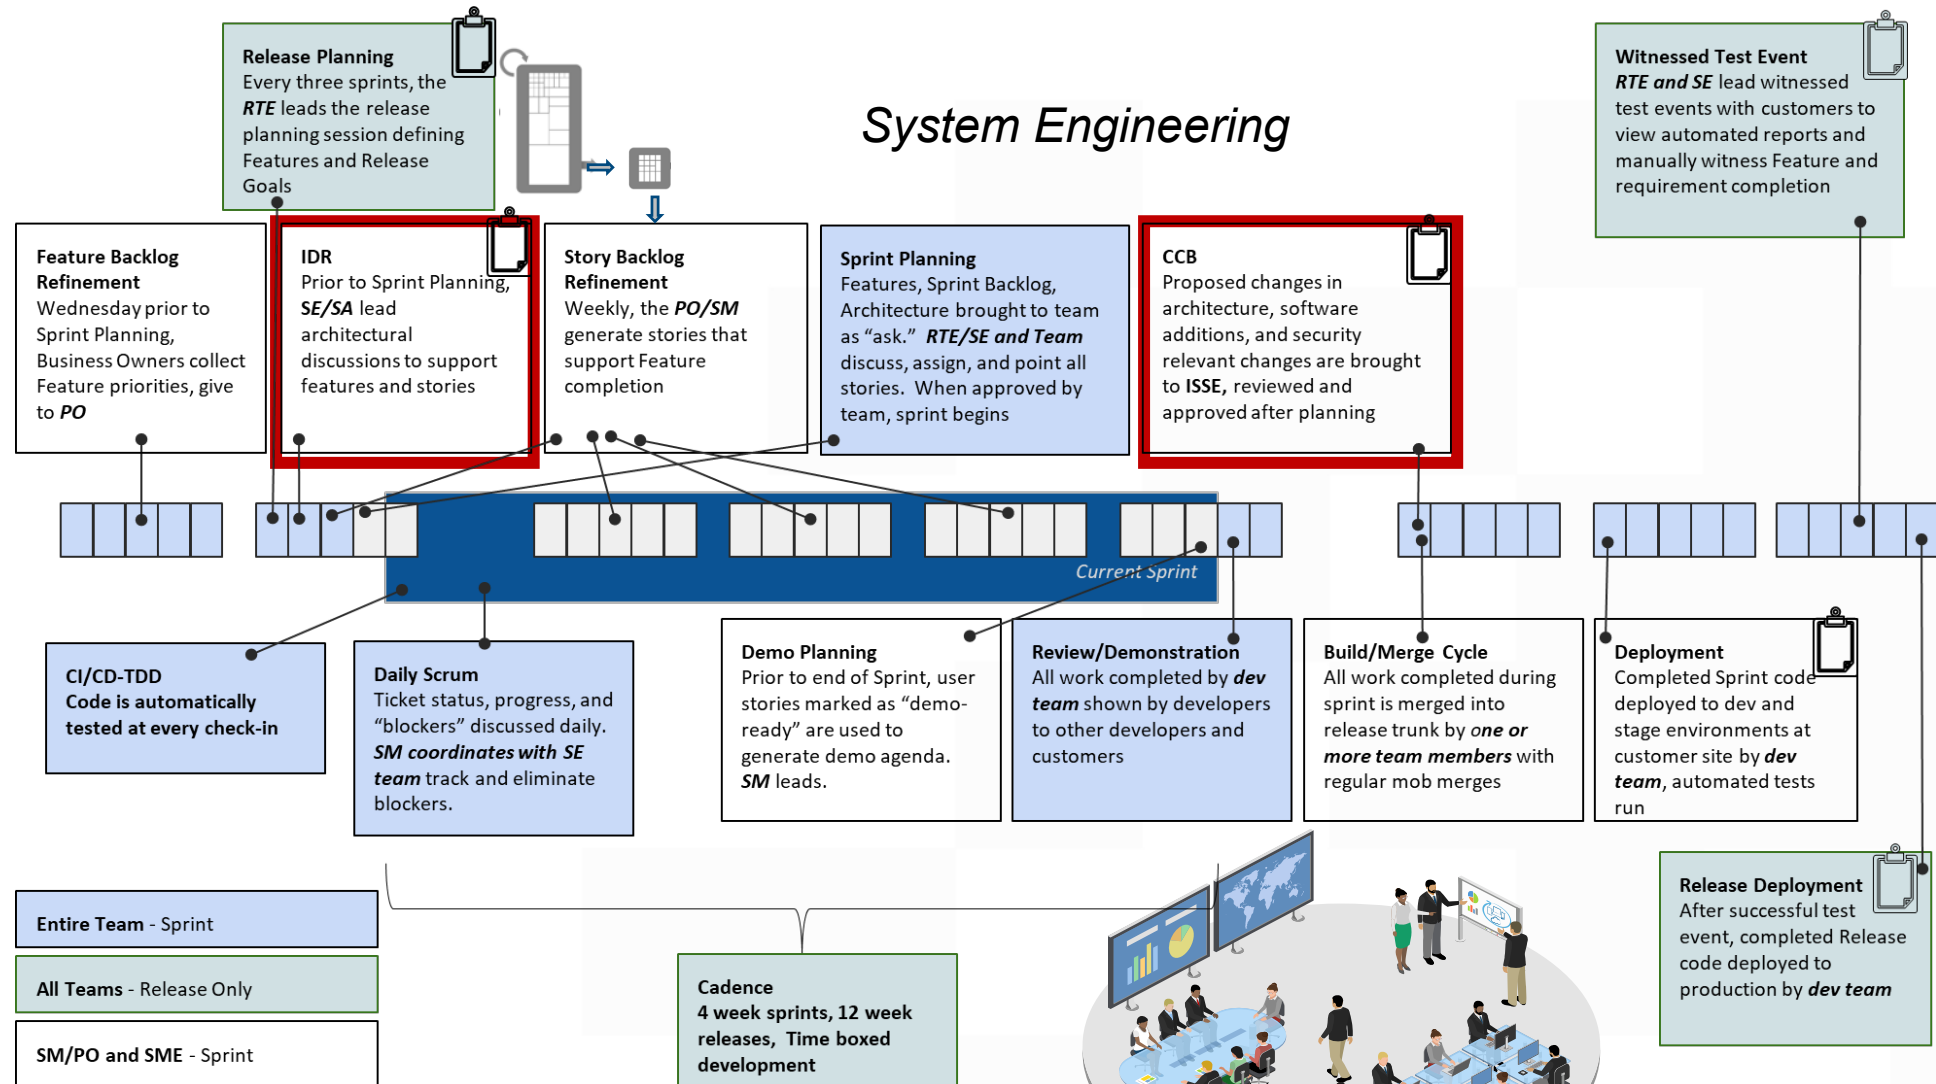 Release Planning
Every three sprints, the
RTE leads the release
planning session defining
Features and Release
Goals
System Engineering
Witnessed Test Event
RTE and SE lead witnessed
test events with customers to
view automated reports and
manually witness Feature and
requirement completion
Feature Backlog
Refinement
Wednesday prior to
Sprint Planning,
Business Owners collect
Feature priorities, give
to PO
IDR
Prior to Sprint Planning,
SE/SA lead
architectural
discussions to support
features and stories
Story Backlog
Refinement
Weekly, the PO/SM
generate stories that
support Feature
completion
Sprint Planning
Features, Sprint Backlog,
Architecture brought to team
as “ask.” RTE/SE and Team
discuss, assign, and point all
stories. When approved by
team, sprint begins
CCB
Proposed changes in
architecture, software
additions, and security
relevant changes are brought
to ISSE, reviewed and
approved after planning
Current Sprint
CI/CD-TDD
Code is automatically
tested at every check-in
Daily Scrum
Ticket status, progress, and
“blockers” discussed daily.
SM coordinates with SE
team track and eliminate
blockers.
Demo Planning
Prior to end of Sprint, user
stories marked as “demo-
ready” are used to
generate demo agenda.
SM leads.
Review/Demonstration
All work completed by dev
team shown by developers
to other developers and
customers
Build/Merge Cycle
All work completed during
sprint is merged into
release trunk by one or
more team members with
regular mob merges
Deployment
Completed Sprint code
deployed to dev and
stage environments at
customer site by dev
team, automated tests
run
Release Deployment
After successful test
event, completed Release
code deployed to
production by dev team
Entire Team - Sprint
All Teams - Release Only
SM/PO and SME - Sprint
Cadence
4 week sprints, 12 week
releases, Time boxed
development